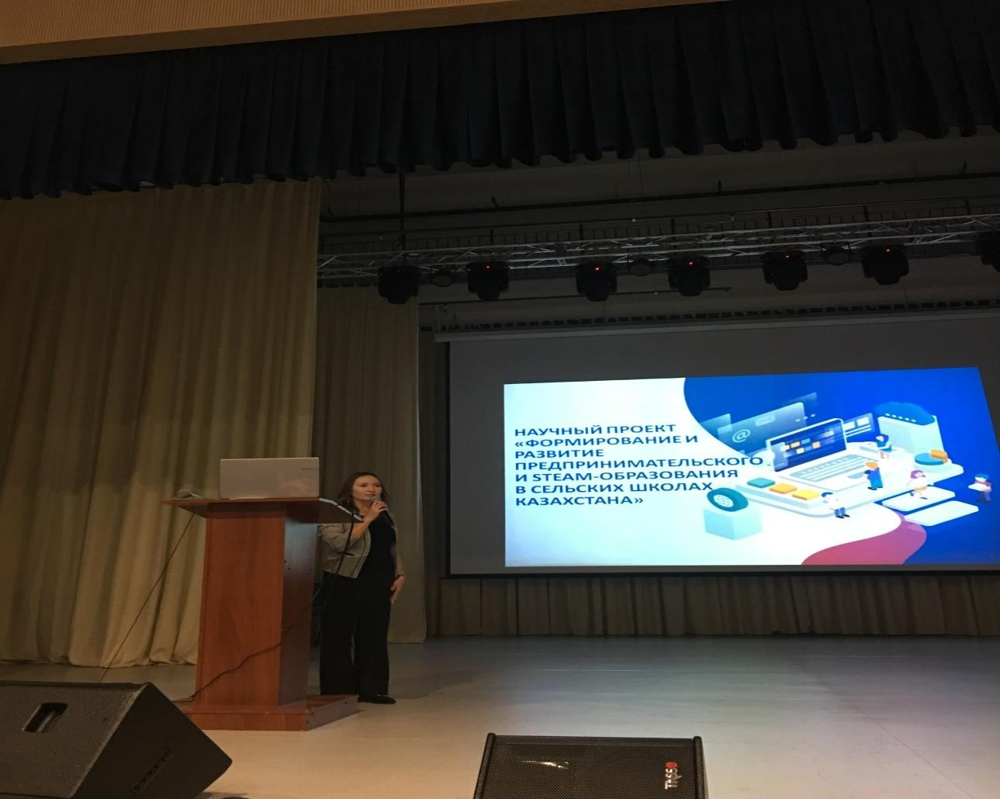 НАУЧНЫЙ ПРОЕКТ
«ФОРМИРОВАНИЕ И
РАЗВИТИЕ
ПРЕДПРИНИМАТЕЛЬСКОГО
И STEAM-ОБРАЗОВАНИЯ
В СЕЛЬСКИХ ШКОЛАХ
КАЗАХСТАНА»
@